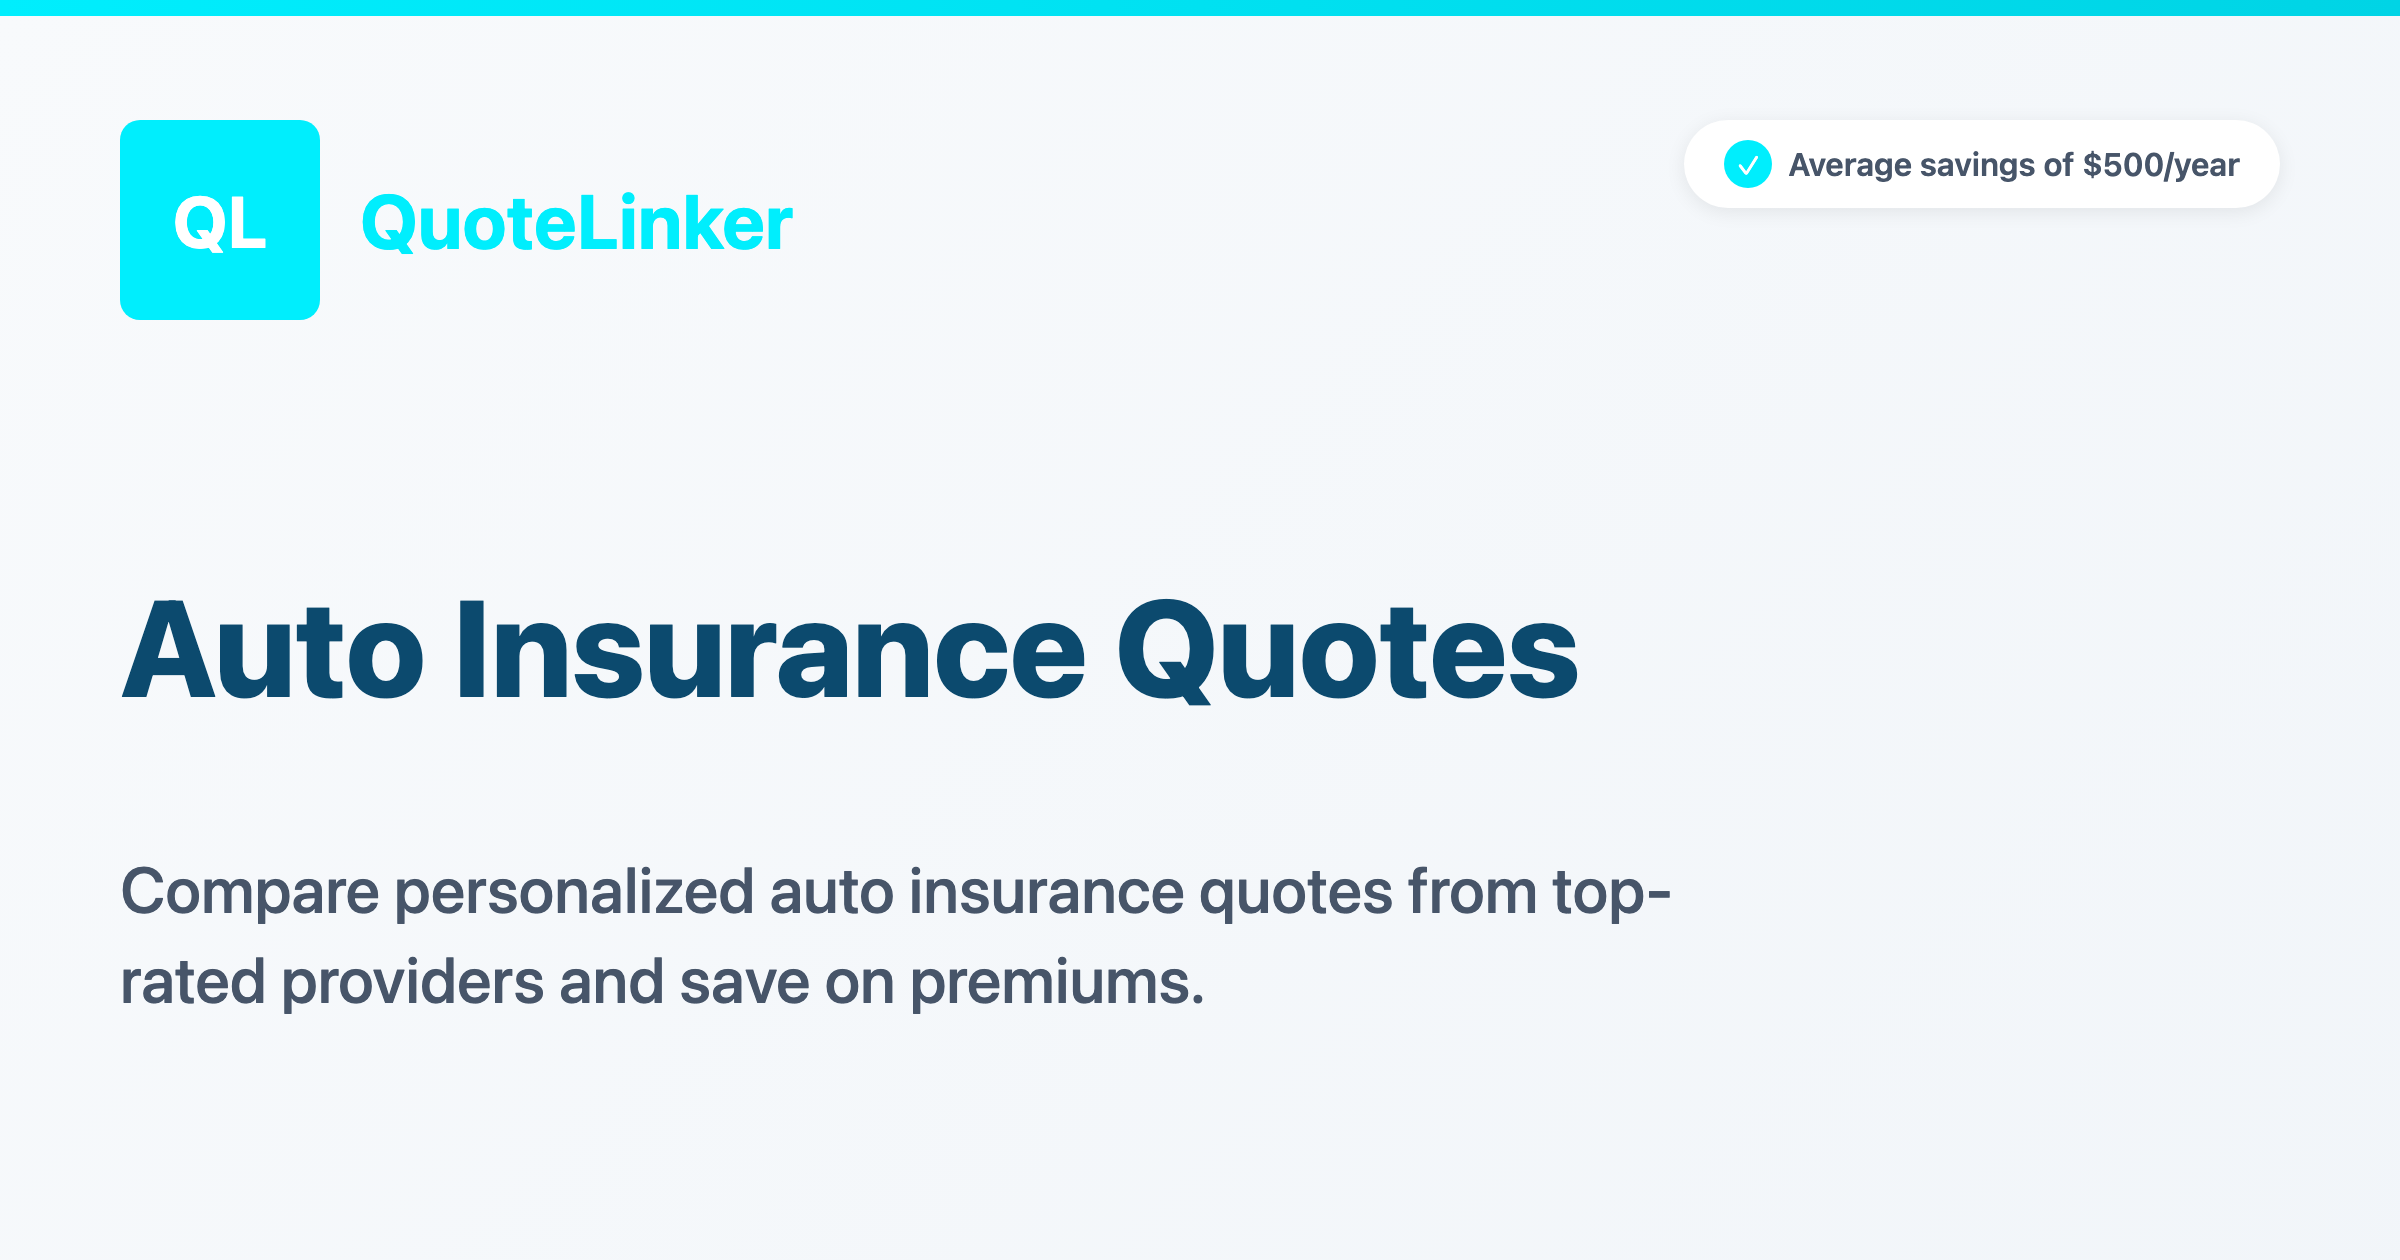 QL
QuoteLinker
Average savings of $500/year
Auto Insurance Quotes
Compare personalized auto insurance quotes from top-
rated providers and save on premiums.